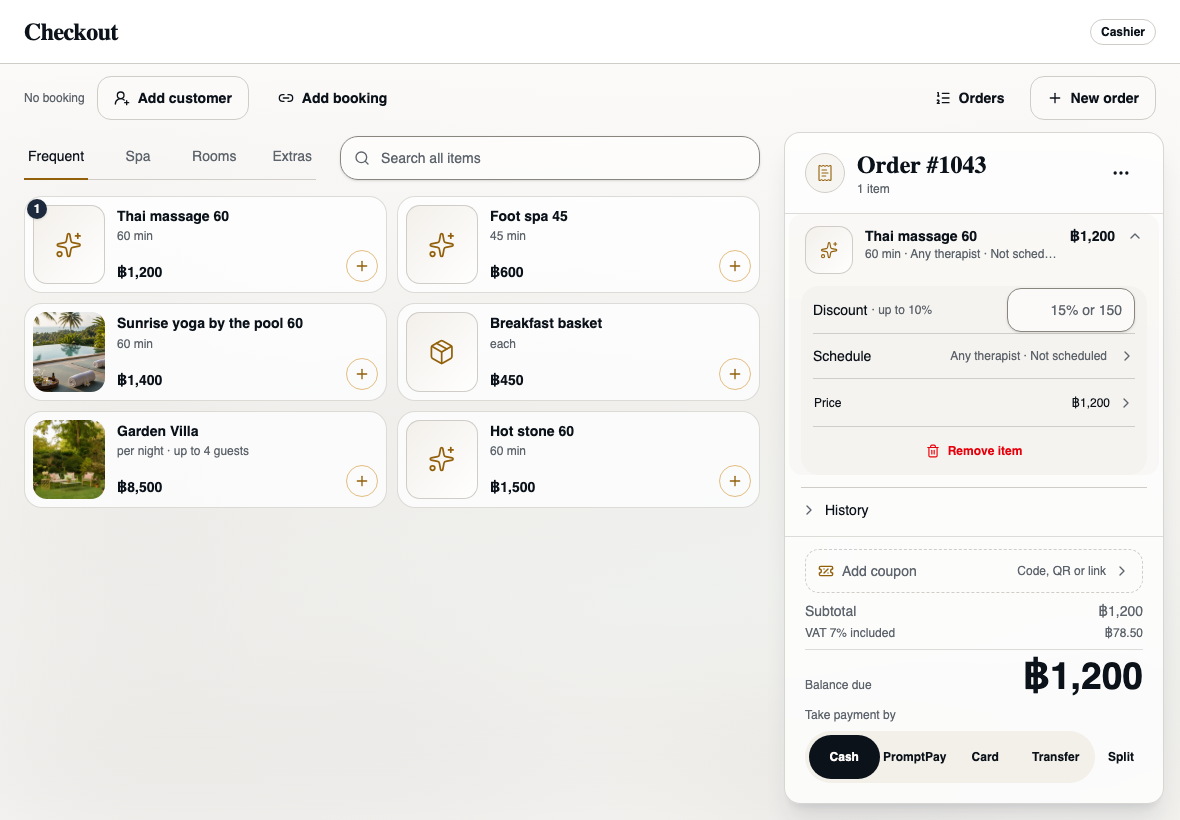 Checkout
Cashier
No booking
Add customer
Add booking
Orders
New order
Frequent
Spa
Rooms
Extras
Search all items
1
Thai massage 60
60 min
฿1,200
Foot spa 45
45 min
฿600
Sunrise yoga by the pool 60
60 min
฿1,400
Breakfast basket
each
฿450
Garden Villa
per night · up to 4 guests
฿8,500
Hot stone 60
60 min
฿1,500
Order #1043
1 item
Thai massage 60
฿1,200
60 min · Any therapist · Not sched…
Discount · up to 10%
15% or 150
Schedule
Any therapist · Not scheduled
Price
฿1,200
Remove item
History
Add coupon
Code, QR or link
Subtotal
฿1,200
VAT 7% included
฿78.50
Balance due
฿1,200
Take payment by
Cash
PromptPay
Card
Transfer
Split